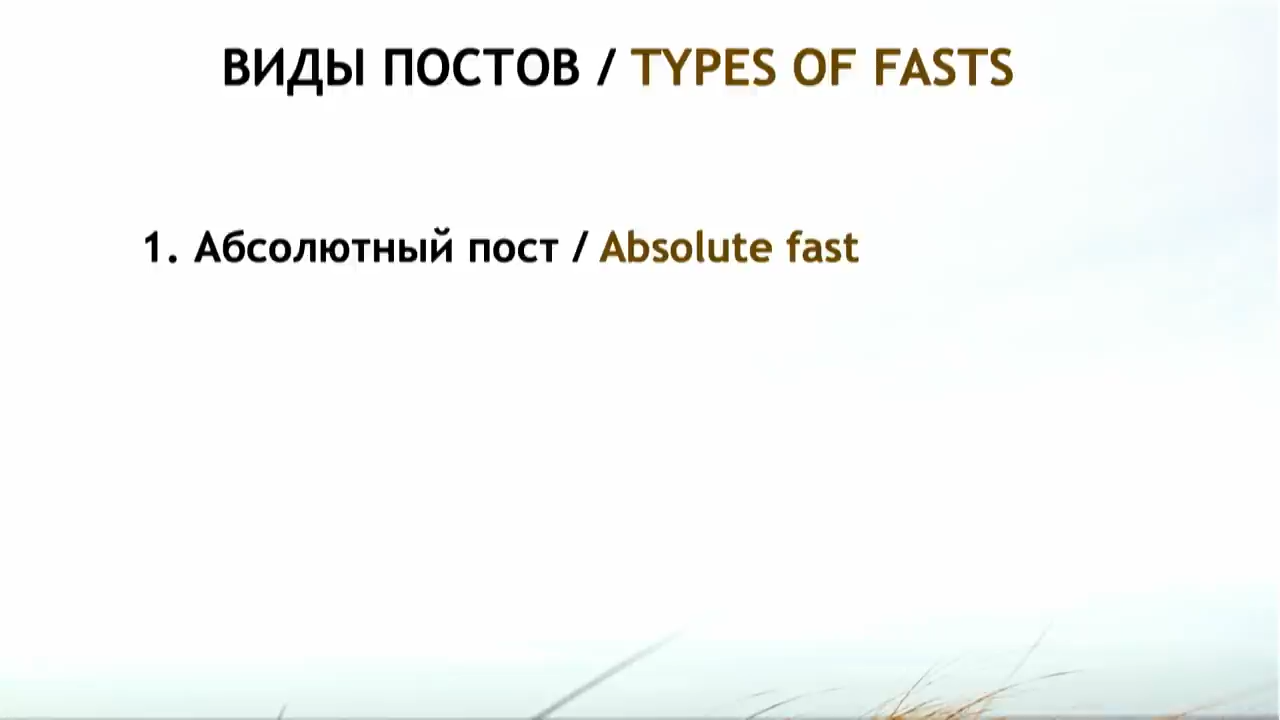 ВИДЫ ПОСТОВ / TYPES OF FASTS
1. Абсолютный пост / Absolute fast